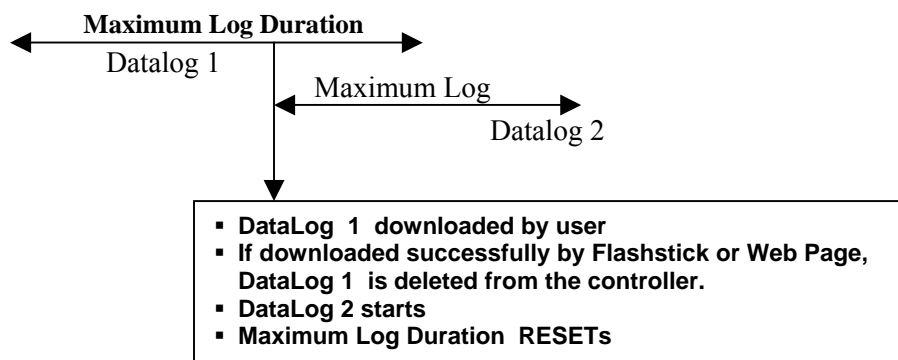 Maximum Log Duration
Datalog 1
Maximum Log
Datalog 2
▪ DataLog 1 downloaded by user
▪ If downloaded successfully by Flashstick or Web Page,
DataLog 1 is deleted from the controller.
▪ DataLog 2 starts
▪ Maximum Log Duration RESETs